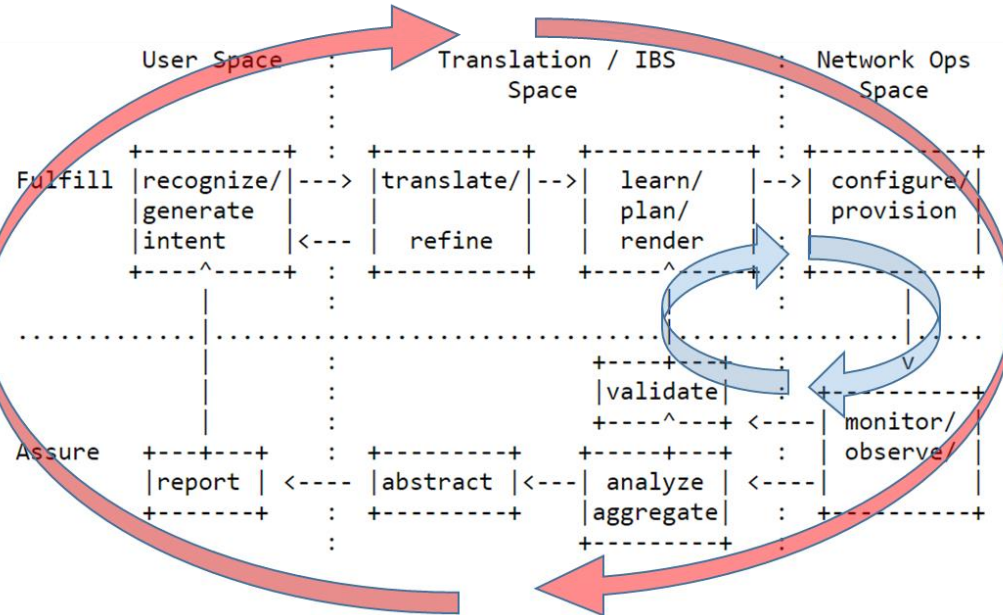 User Space : Translation / IBS : Network Ops
: Space : Space
: :
+----------+ : +----------+ +-----------+ : +-----------+
Fulfill |recognize/|---> |translate/|-->| learn/ |-->| configure/|
|generate | | | | plan/ | | provision |
|intent |<--- | refine | | render | : | |
+----^-----+ : +----------+ +-----^-----+ : +-----------+
| : | : |
.............|................................|................|.....
| : +----+---+ : v
| : |validate| : +-----------+
| : +----^---+ <----| monitor/ |
Assure +---+---+ : +---------+ +-----+---+ : | observe/ |
|report | <---- |abstract |<---| analyze | <----| |
+-------+ : +---------+ |aggregate| : +-----------+
: +---------+ :